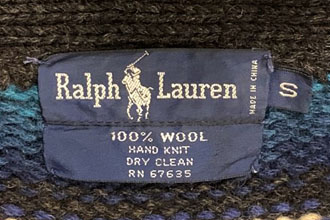 Ralph Lauren
MADE IN CHINA
S
100% WOOL
HAND KNIT
DRY CLEAN
RN 67635